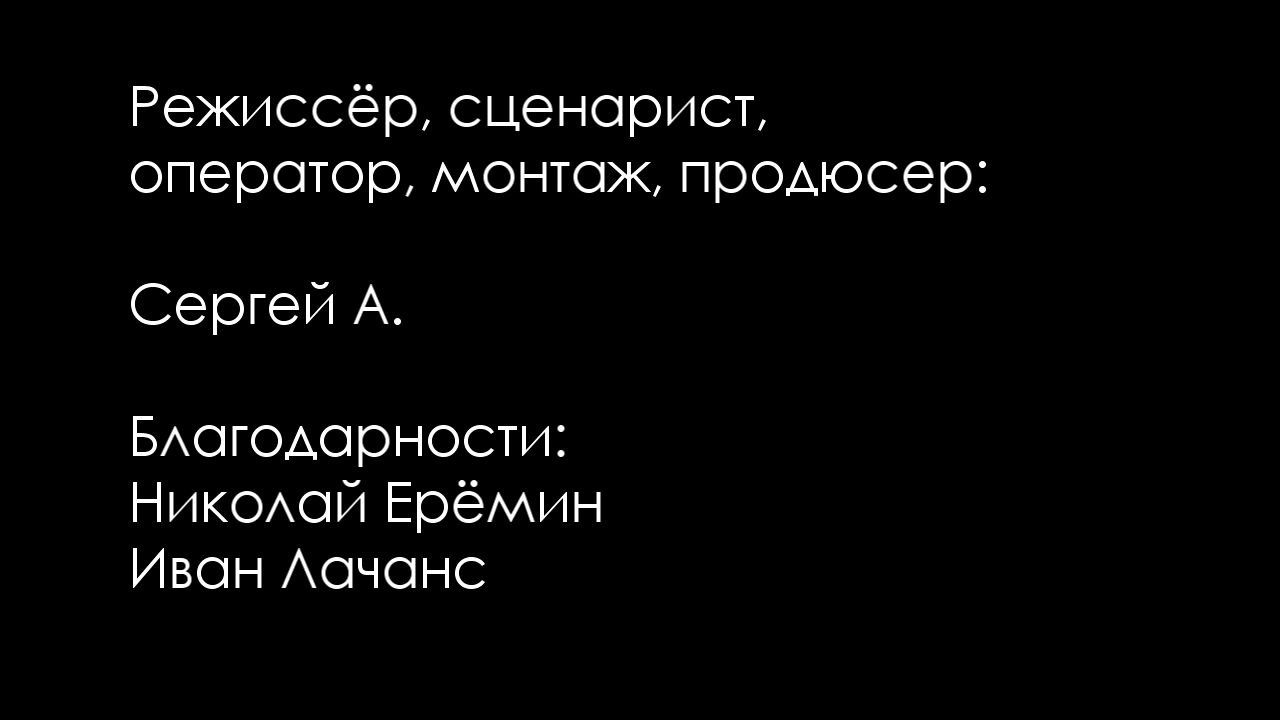 Режиссёр, сценарист,
оператор, монтаж, продюсер:
Сергей А.
Благодарности:
Николай Ерёмин
Иван Лачанс